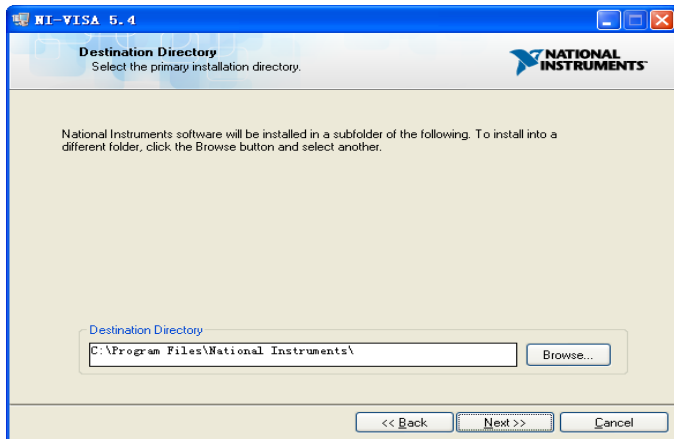 NI-VISA 5.4
Destination Directory
Select the primary installation directory.
NATIONAL
INSTRUMENTS
National Instruments software will be installed in a subfolder of the following. To install into a
different folder, click the Browse button and select another.
Destination Directory
C:\Program Files\National Instruments\
Browse...
<< Back
Next >>
Cancel